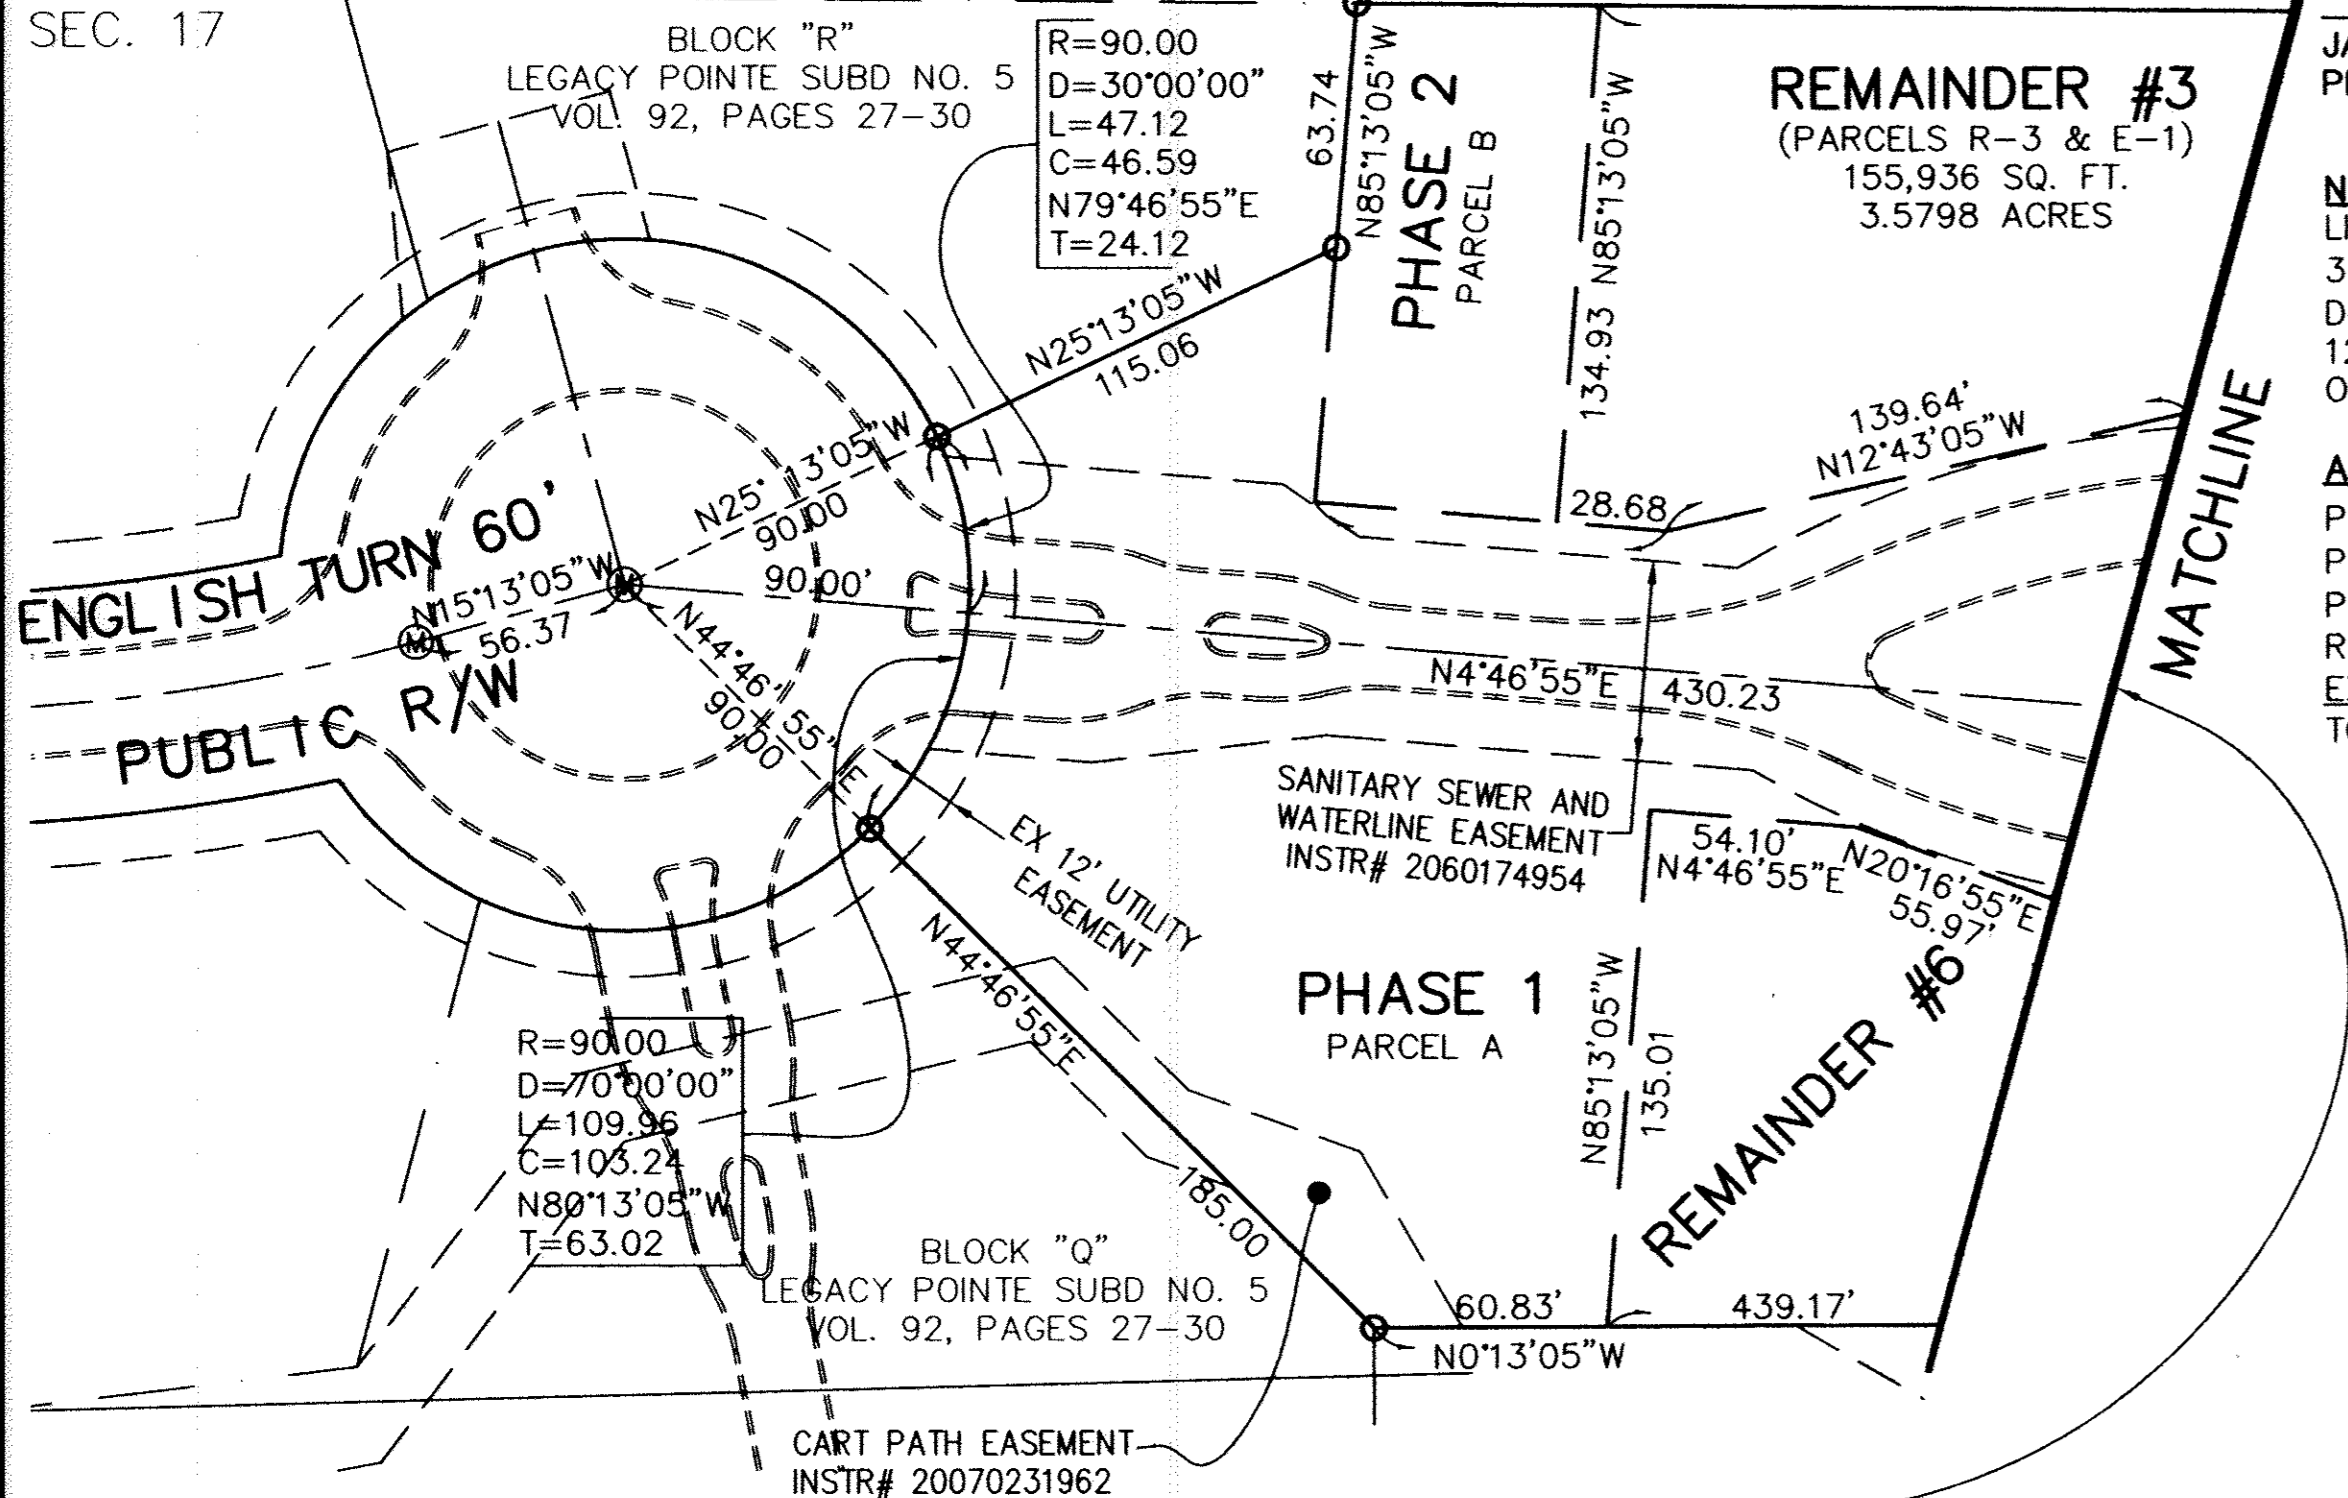 SEC. 17
BLOCK "R"
LEGACY POINTE SUBD NO. 5
VOL. 92, PAGES 27-30
R=90.00
D=30°00'00"
L=47.12
C=46.59
N79°46'55"E
T=24.12
63.74
N85°13'05"W
PHASE 2
PARCEL B
134.93 N85°13'05"W
REMAINDER #3
(PARCELS R-3 & E-1)
155,936 SQ. FT.
3.5798 ACRES
N25°13'05"W
115.06
139.64'
N12°43'05"W
MATCHLINE
28.68
N25°13'05"W
90.00
90.00'
ENGLISH TURN 60'
PUBLIC R/W
N15°13'05"W
56.37
M
M
N44°46'55"E
90.00
N4°46'55"E 430.23
SANITARY SEWER AND
WATERLINE EASEMENT
INSTR# 2060174954
54.10'
N4°46'55"E
N20°16'55"E
55.97'
EX 12' UTILITY
EASEMENT
N44°46'55"E
185.00
PHASE 1
PARCEL A
N85°13'05"W
135.01
REMAINDER #6
R=90.00
D=70°00'00"
L=109.96
C=103.24
N80°13'05"W
T=63.02
BLOCK "Q"
LEGACY POINTE SUBD NO. 5
VOL. 92, PAGES 27-30
60.83'
439.17'
N0°13'05"W
CART PATH EASEMENT
INSTR# 20070231962